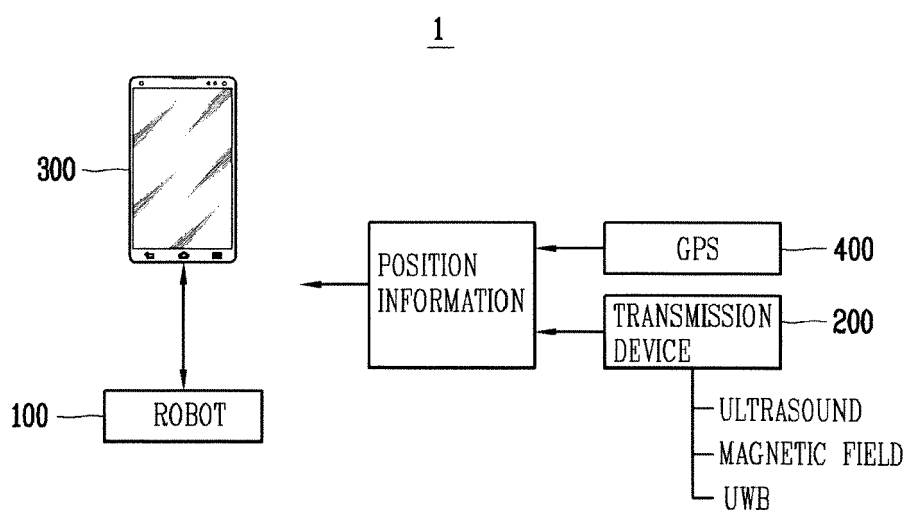 1
300
POSITION
INFORMATION
GPS
400
TRANSMISSION
DEVICE
200
100
ROBOT
ULTRASOUND
MAGNETIC FIELD
UWB